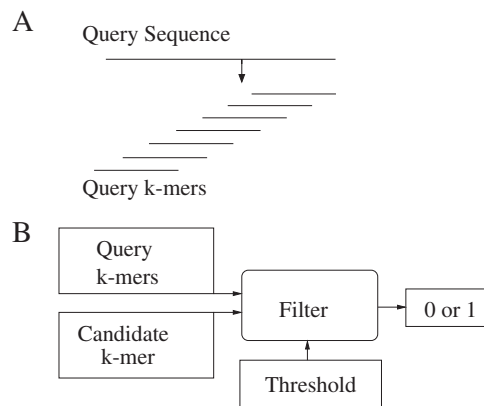 A
Query Sequence
Query k-mers
B
Query
k-mers
Candidate
k-mer
Filter
0 or 1
Threshold